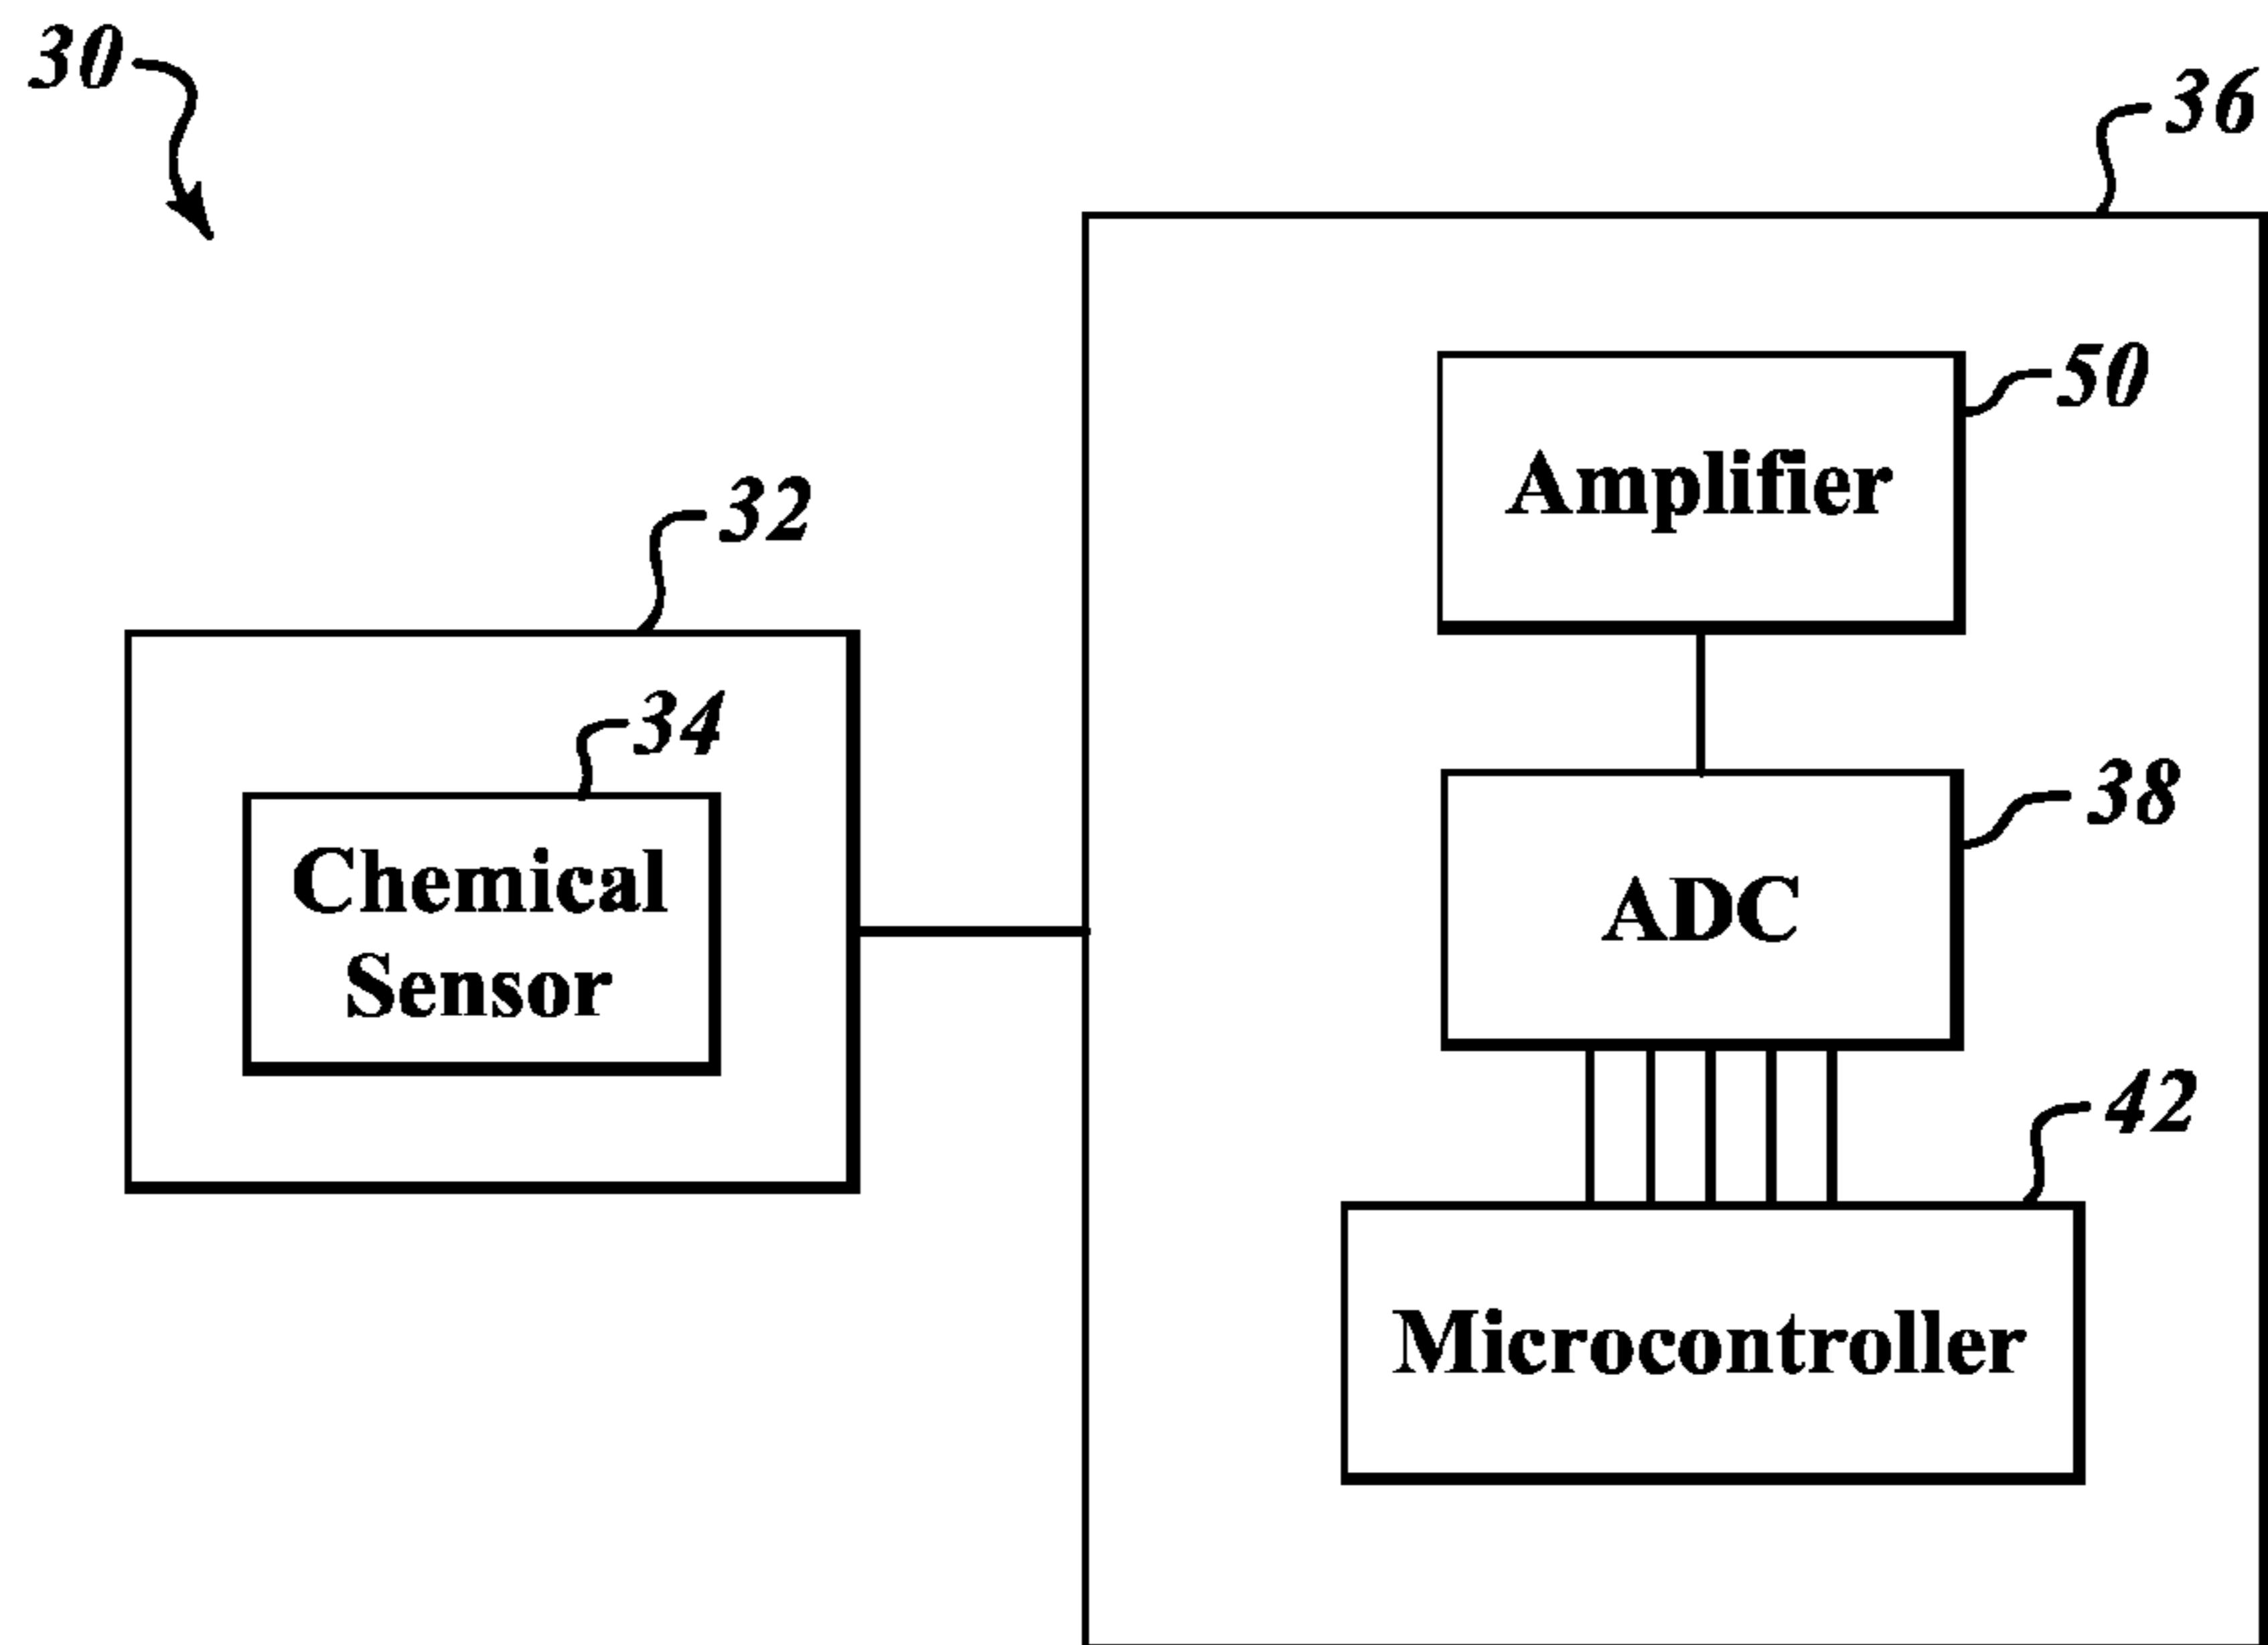 30
36
50
Amplifier
32
34
38
Chemical
Sensor
ADC
42
Microcontroller